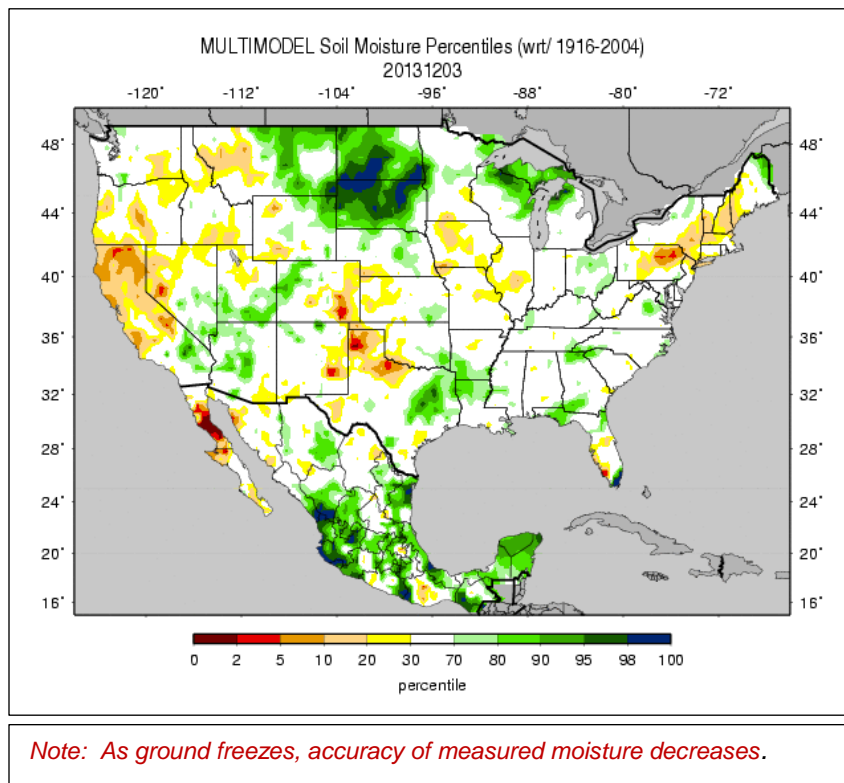 MULTIMODEL Soil Moisture Percentiles (wrt/ 1916-2004)
20131203
-120˚ -112˚ -104˚ -96˚ -88˚ -80˚ -72˚
48˚ 48˚
44˚ 44˚
40˚ 40˚
36˚ 36˚
32˚ 32˚
28˚ 28˚
24˚ 24˚
20˚ 20˚
16˚ 16˚
0 2 5 10 20 30 70 80 90 95 98 100
percentile
Note: As ground freezes, accuracy of measured moisture decreases.